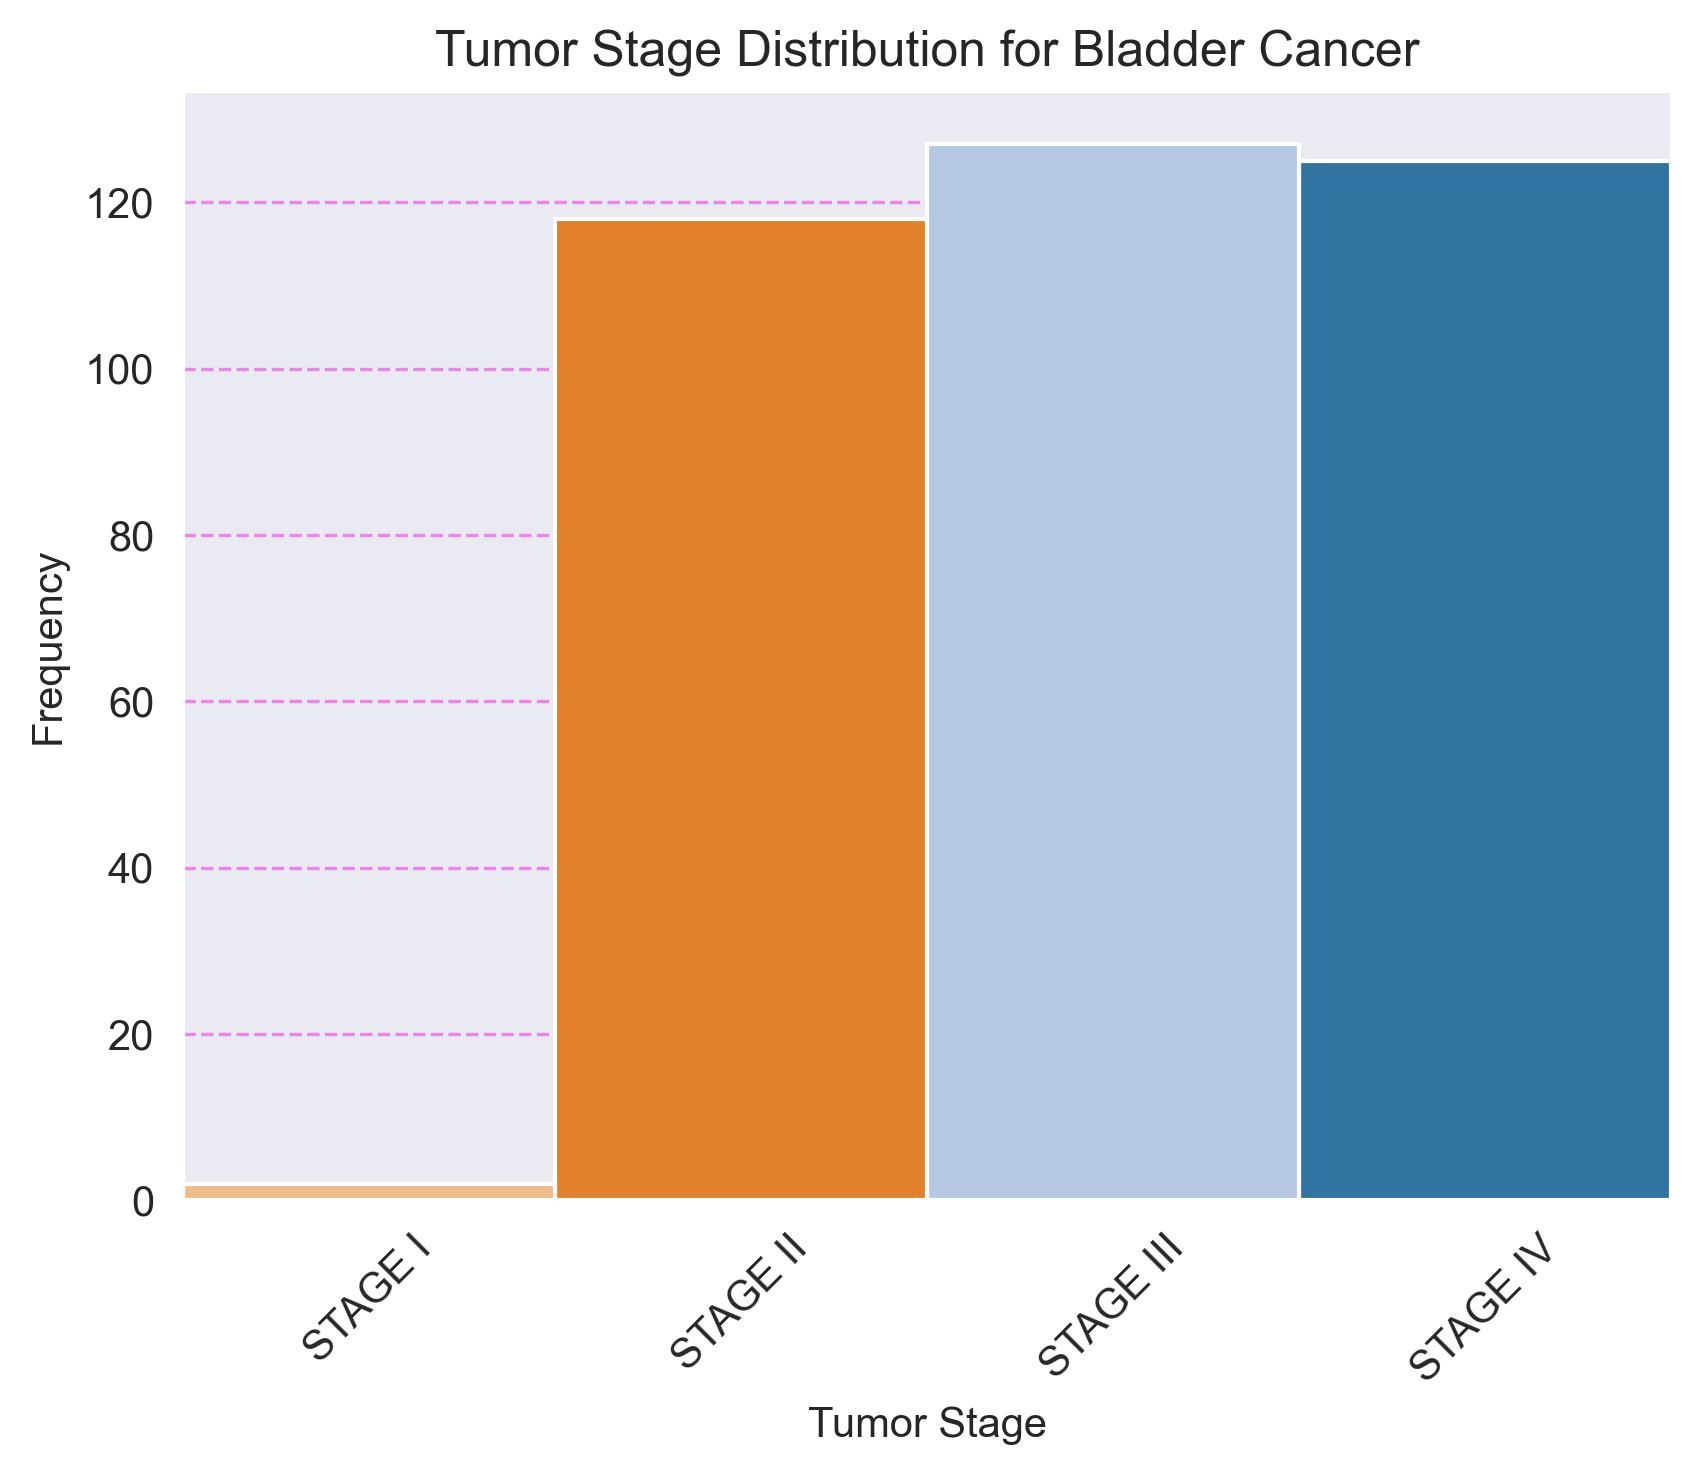 Tumor Stage Distribution for Bladder Cancer
120
100
80
60
40
20
0
Frequency
STAGE I
STAGE II
STAGE III
STAGE IV
Tumor Stage